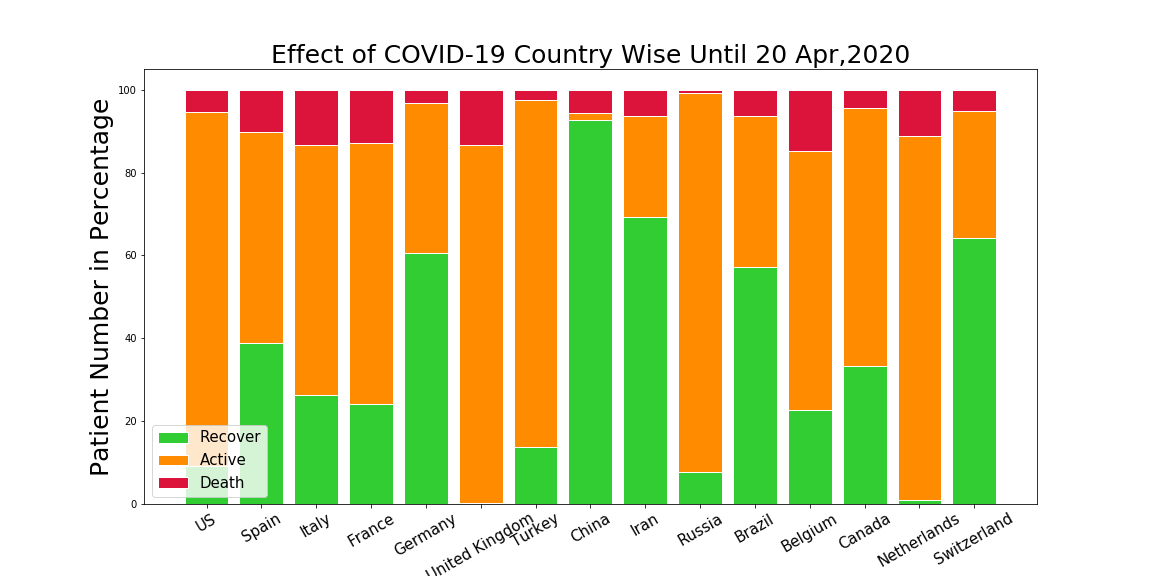 Effect of COVID-19 Country Wise Until 20 Apr,2020
Patient Number in Percentage
100
80
60
40
20
0
Recover
Active
Death
US
Spain
Italy
France
Germany
United Kingdom
Turkey
China
Iran
Russia
Brazil
Belgium
Canada
Netherlands
Switzerland